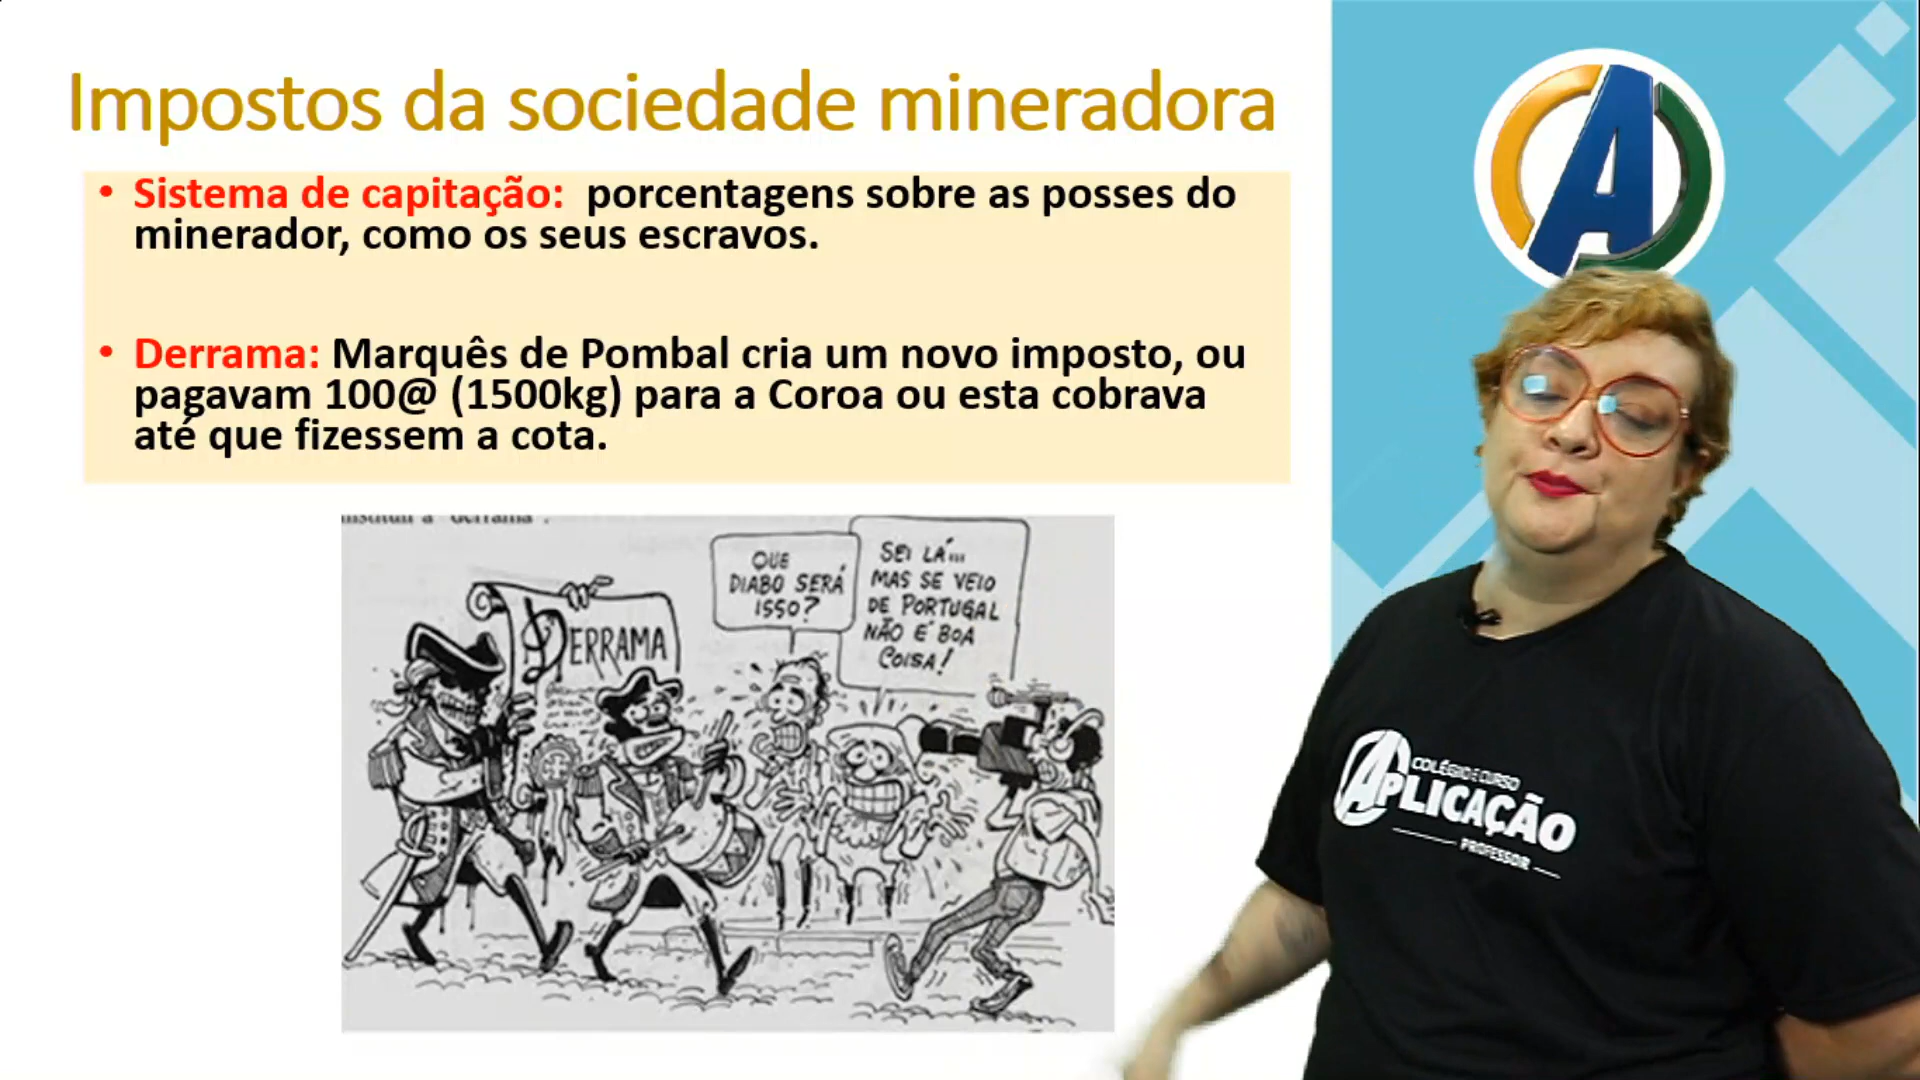 Impostos da sociedade mineradora
• Sistema de capitação: porcentagens sobre as posses do
minerador, como os seus escravos.
• Derrama: Marquês de Pombal cria um novo imposto, ou
pagavam 100@ (1500kg) para a Coroa ou esta cobrava
até que fizessem a cota.
instituir a "derrama".
QUE
DIABO SERÁ
ISSO?
SEI LÁ...
MAS SE VEIO
DE PORTUGAL
NÃO É BOA
COISA!
DERRAMA
A
COLÉGIO E CURSO
APLICAÇÃO
PROFESSOR